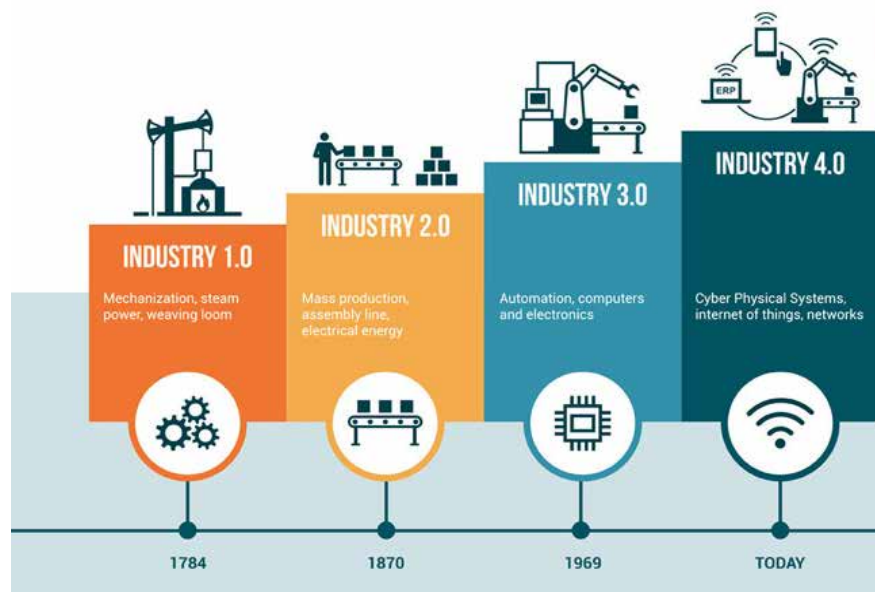 ERP
INDUSTRY 1.0
Mechanization, steam
power, weaving loom
INDUSTRY 2.0
Mass production,
assembly line,
electrical energy
INDUSTRY 3.0
Automation, computers
and electronics
INDUSTRY 4.0
Cyber Physical Systems,
internet of things, networks
1784
1870
1969
TODAY